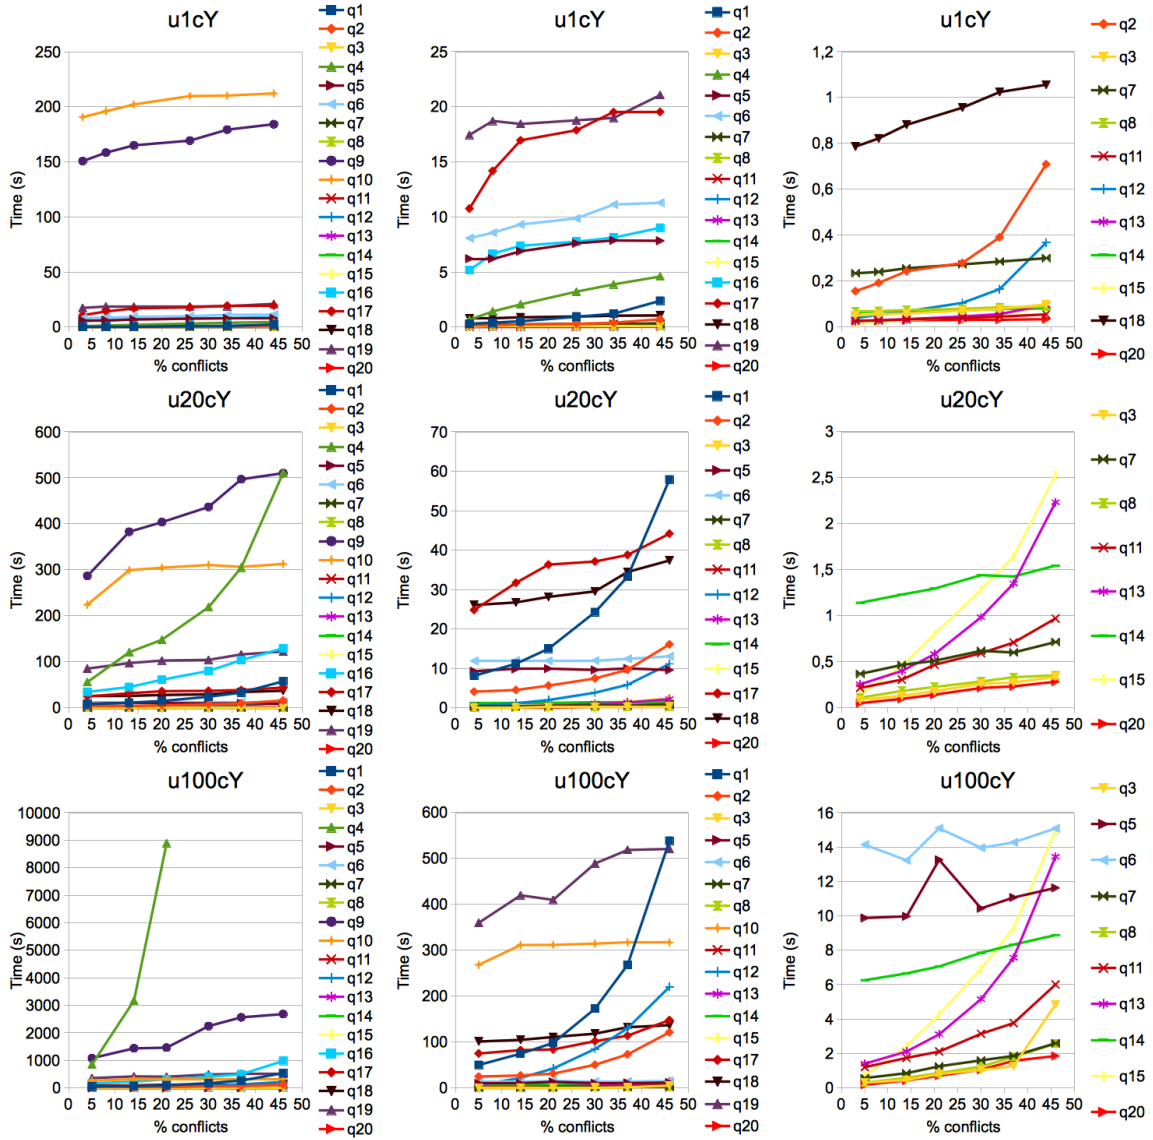 u1cY
250
200
150
100
50
0
0 5 10 15 20 25 30 35 40 45 50
Time (s)
% conflicts
q1
q2
q3
q4
q5
q6
q7
q8
q9
q10
q11
q12
q13
q14
q15
q16
q17
q18
q19
q20
u1cY
25
20
15
10
5
0
0 5 10 15 20 25 30 35 40 45 50
Time (s)
% conflicts
q1
q2
q3
q4
q5
q6
q7
q8
q11
q12
q13
q14
q15
q16
q17
q18
q19
q20
u1cY
1,2
1
0,8
0,6
0,4
0,2
0
0 5 10 15 20 25 30 35 40 45 50
Time (s)
% conflicts
q2
q3
q7
q8
q11
q12
q13
q14
q15
q18
q20
u20cY
600
500
400
300
200
100
0
0 5 10 15 20 25 30 35 40 45 50
Time (s)
% conflicts
q1
q2
q3
q4
q5
q6
q7
q8
q9
q10
q11
q12
q13
q14
q15
q16
q17
q18
q19
q20
u20cY
70
60
50
40
30
20
10
0
0 5 10 15 20 25 30 35 40 45 50
Time (s)
% conflicts
q1
q2
q3
q5
q6
q7
q8
q11
q12
q13
q14
q15
q17
q18
q20
u20cY
3
2,5
2
1,5
1
0,5
0
0 5 10 15 20 25 30 35 40 45 50
Time (s)
% conflicts
q3
q7
q8
q11
q13
q14
q15
q20
u100cY
10000
9000
8000
7000
6000
5000
4000
3000
2000
1000
0
0 5 10 15 20 25 30 35 40 45 50
Time (s)
% conflicts
q1
q2
q3
q4
q5
q6
q7
q8
q9
q10
q11
q12
q13
q14
q15
q16
q17
q18
q19
q20
u100cY
600
500
400
300
200
100
0
0 5 10 15 20 25 30 35 40 45 50
Time (s)
% conflicts
q1
q2
q3
q5
q6
q7
q8
q10
q11
q12
q13
q14
q15
q17
q18
q19
q20
u100cY
16
14
12
10
8
6
4
2
0
0 5 10 15 20 25 30 35 40 45 50
Time (s)
% conflicts
q3
q5
q6
q7
q8
q11
q13
q14
q15
q20